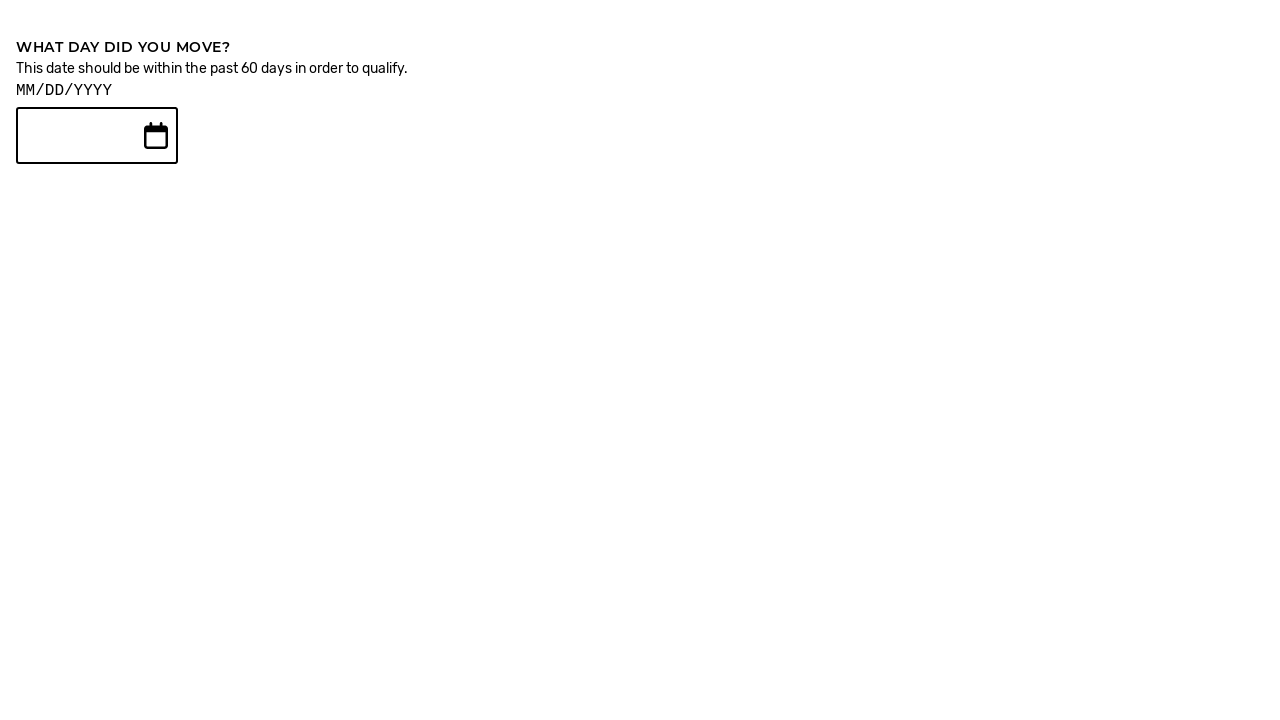 WHAT DAY DID YOU MOVE?
This date should be within the past 60 days in order to qualify.
MM/DD/YYYY